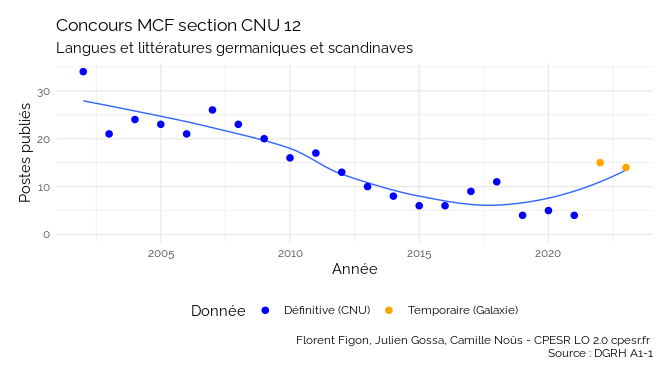 Concours MCF section CNU 12
Langues et littératures germaniques et scandinaves
Postes publiés
30
20
10
0
2005 2010 2015 2020
Année
Donnée Définitive (CNU) Temporaire (Galaxie)
Florent Figon, Julien Gossa, Camille Noûs - CPESR LO 2.0 cpesr.fr
Source : DGRH A1-1